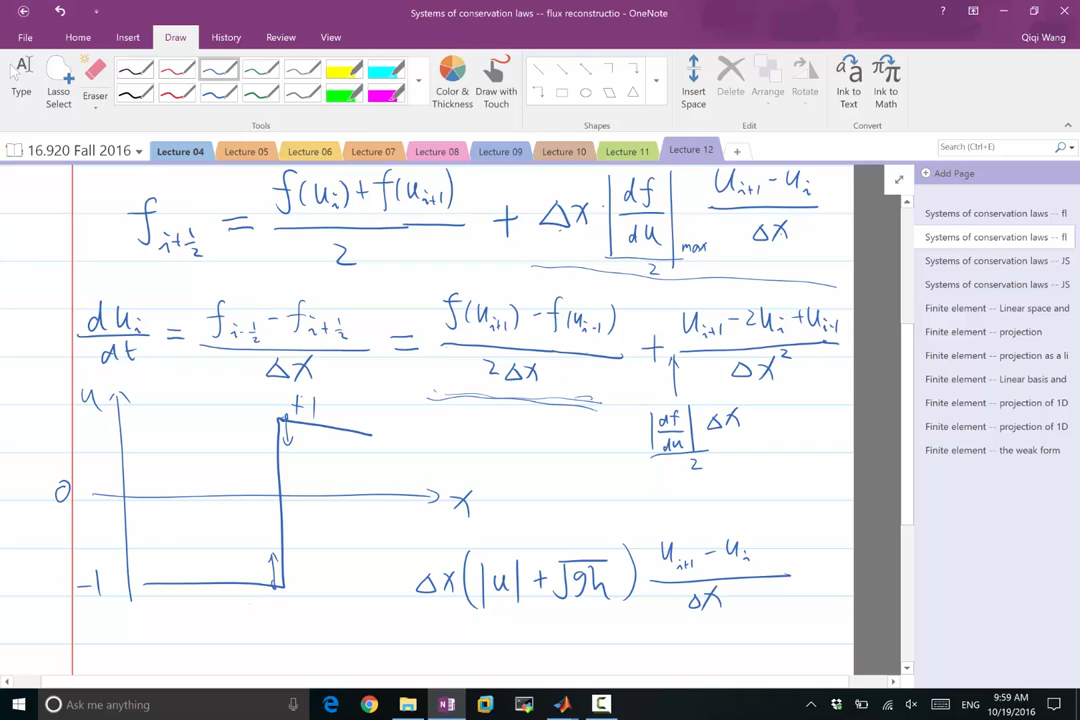 Systems of conservation laws -- flux reconstructio - OneNote
?
File Home Insert Draw History Review View
Qiqi Wang
Type
Lasso Select
Eraser
Color & Thickness
Draw with Touch
Insert Space
Delete
Arrange
Rotate
Ink to Text
Ink to Math
Tools
Shapes
Edit
Convert
16.920 Fall 2016
Lecture 04 Lecture 05 Lecture 06 Lecture 07 Lecture 08 Lecture 09 Lecture 10 Lecture 11 Lecture 12
Search (Ctrl+E)
Add Page
Systems of conservation laws -- fl
Systems of conservation laws -- fl
Systems of conservation laws -- JS
Systems of conservation laws -- JS
Finite element -- Linear space and
Finite element -- projection
Finite element -- projection as a li
Finite element -- Linear basis and
Finite element -- projection of 1D
Finite element -- projection of 1D
Finite element -- the weak form
f_{i+1/2} = (f(u_i) + f(u_{i+1}))/2 + Δx · |df/du|_{max}/2 (u_{i+1} - u_i)/Δx
du_i/dt = (f_{i-1/2} - f_{i+1/2})/Δx = (f(u_{i+1}) - f(u_{i-1}))/(2Δx) + (u_{i+1} - 2u_i + u_{i-1})/Δx²
|df/du|/2 Δx
u
+1
0
x
-1
Δx(|u| + √gh) (u_{i+1} - u_i)/Δx
Ask me anything
ENG
9:59 AM
10/19/2016